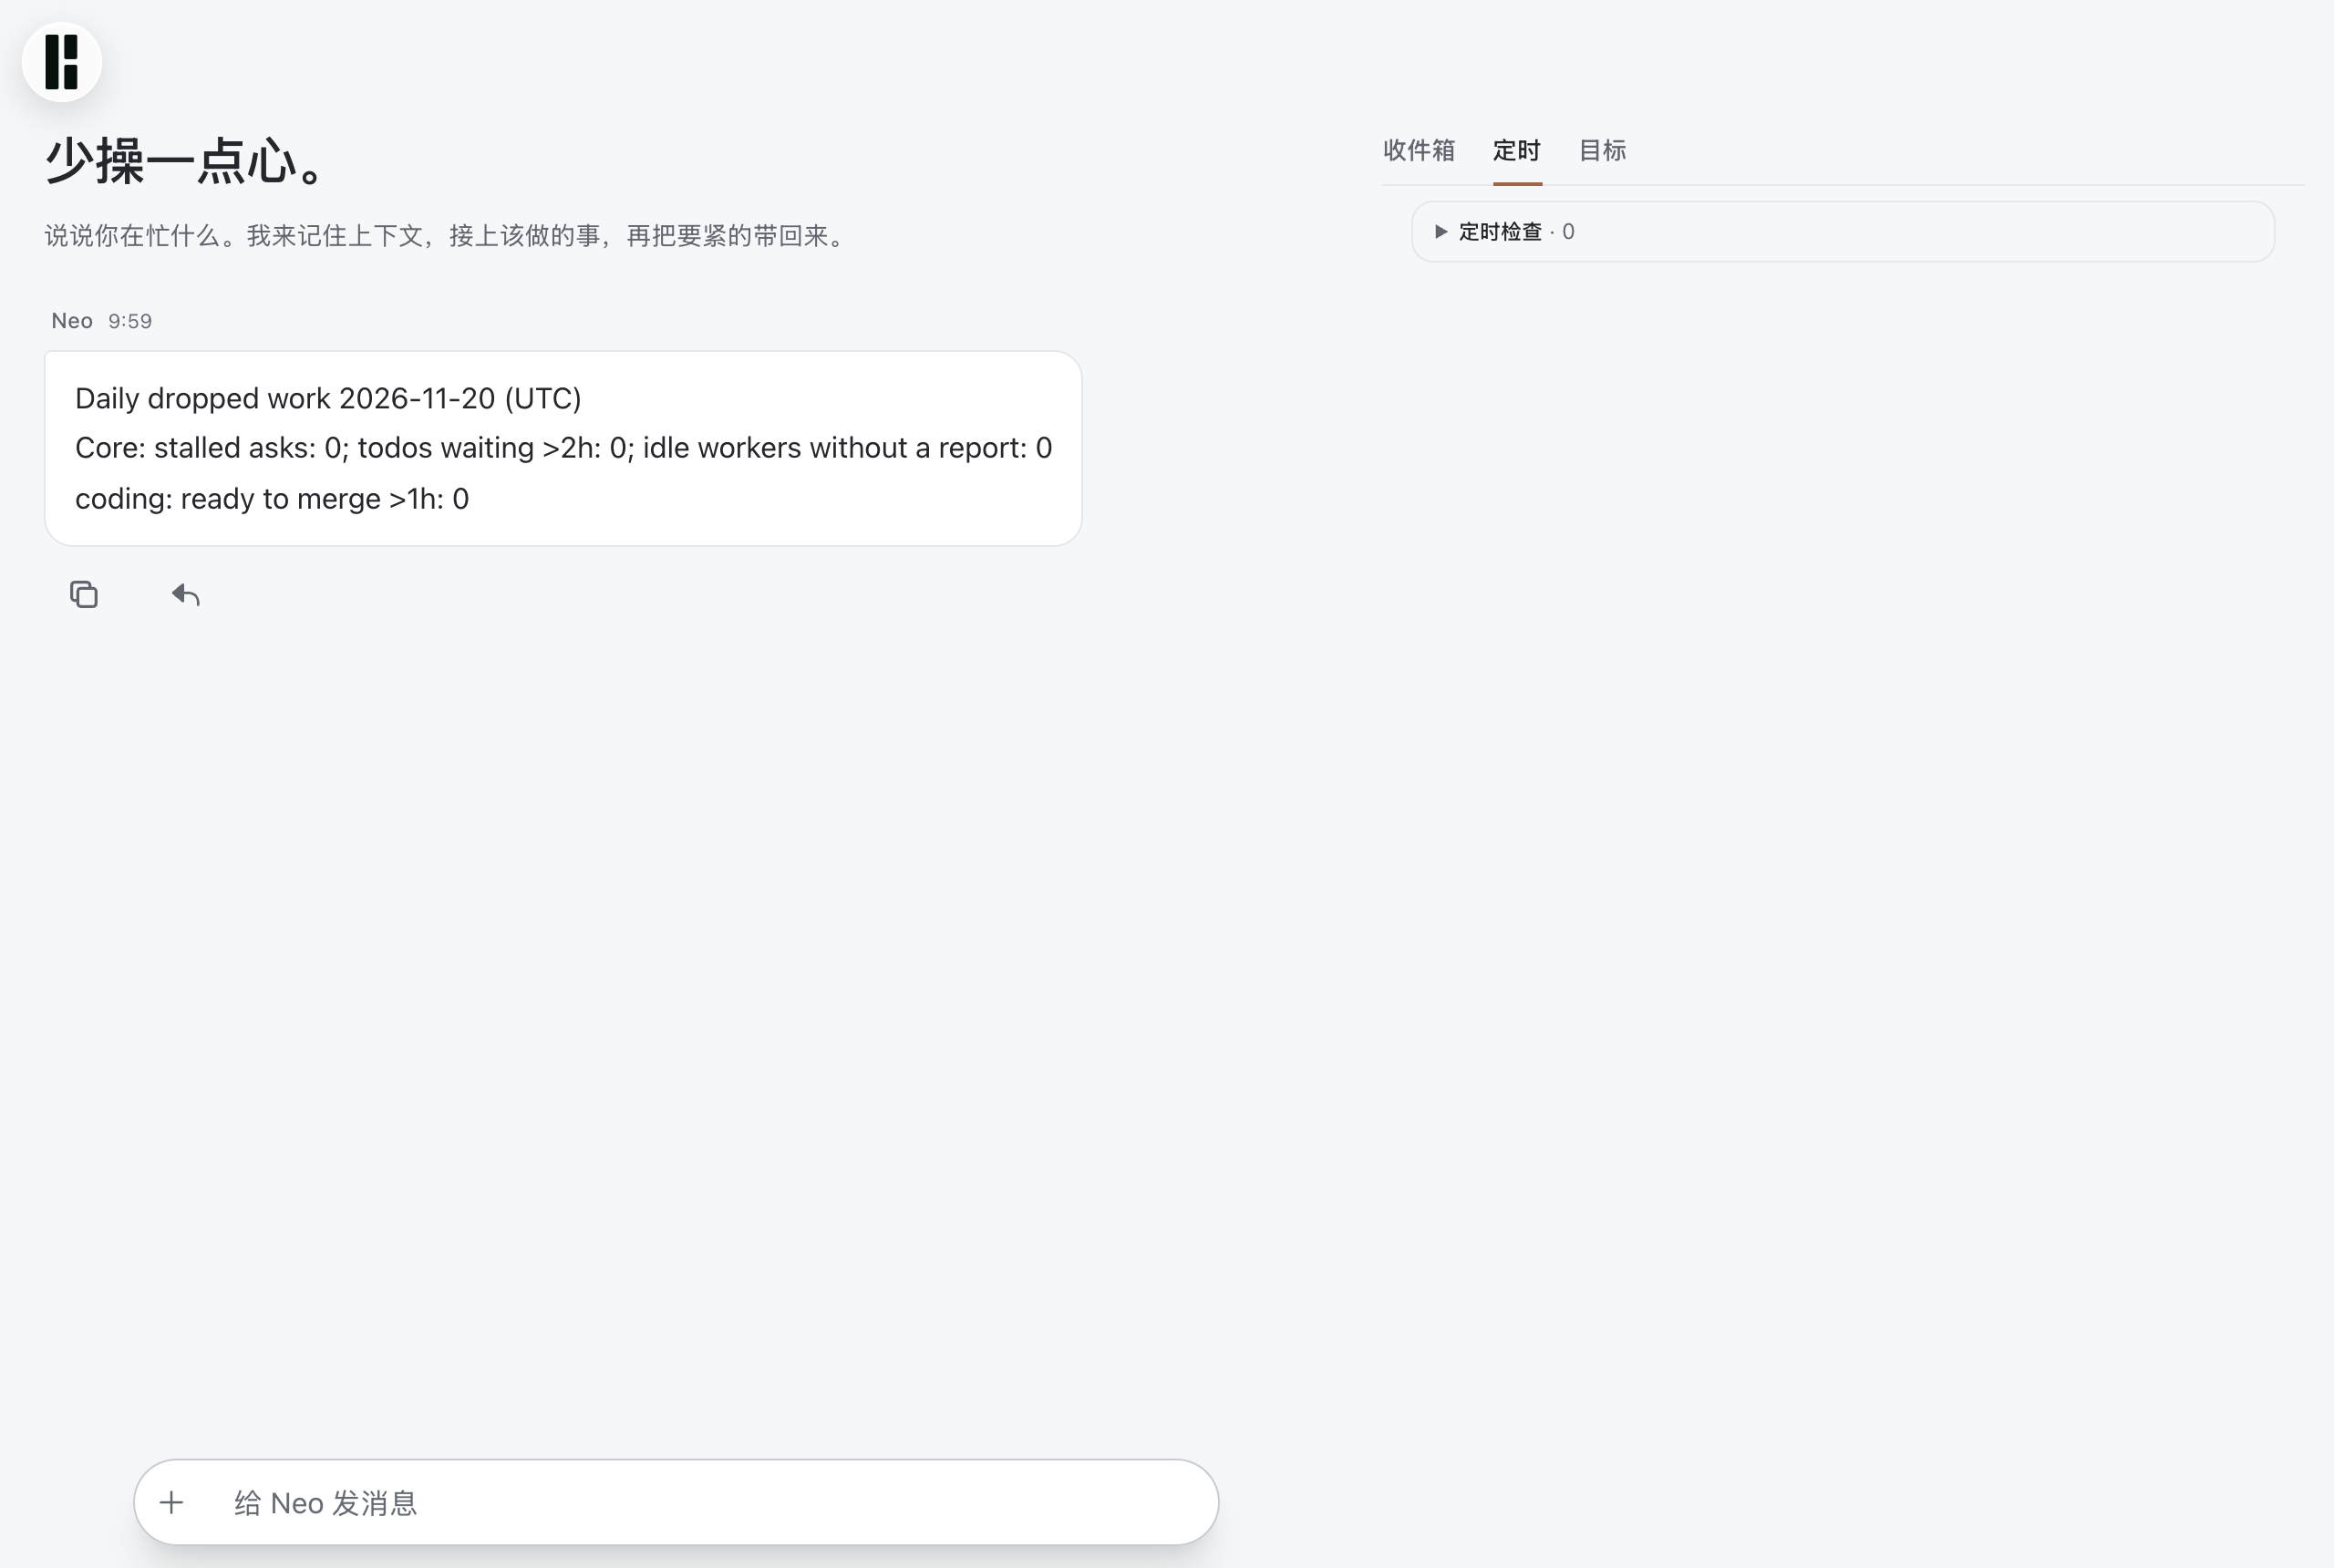 少操一点心。
说说你在忙什么。我来记住上下文，接上该做的事，再把要紧的带回来。
Neo 9:59
Daily dropped work 2026-11-20 (UTC)
Core: stalled asks: 0; todos waiting >2h: 0; idle workers without a report: 0
coding: ready to merge >1h: 0
给 Neo 发消息
收件箱 定时 目标
定时检查 · 0